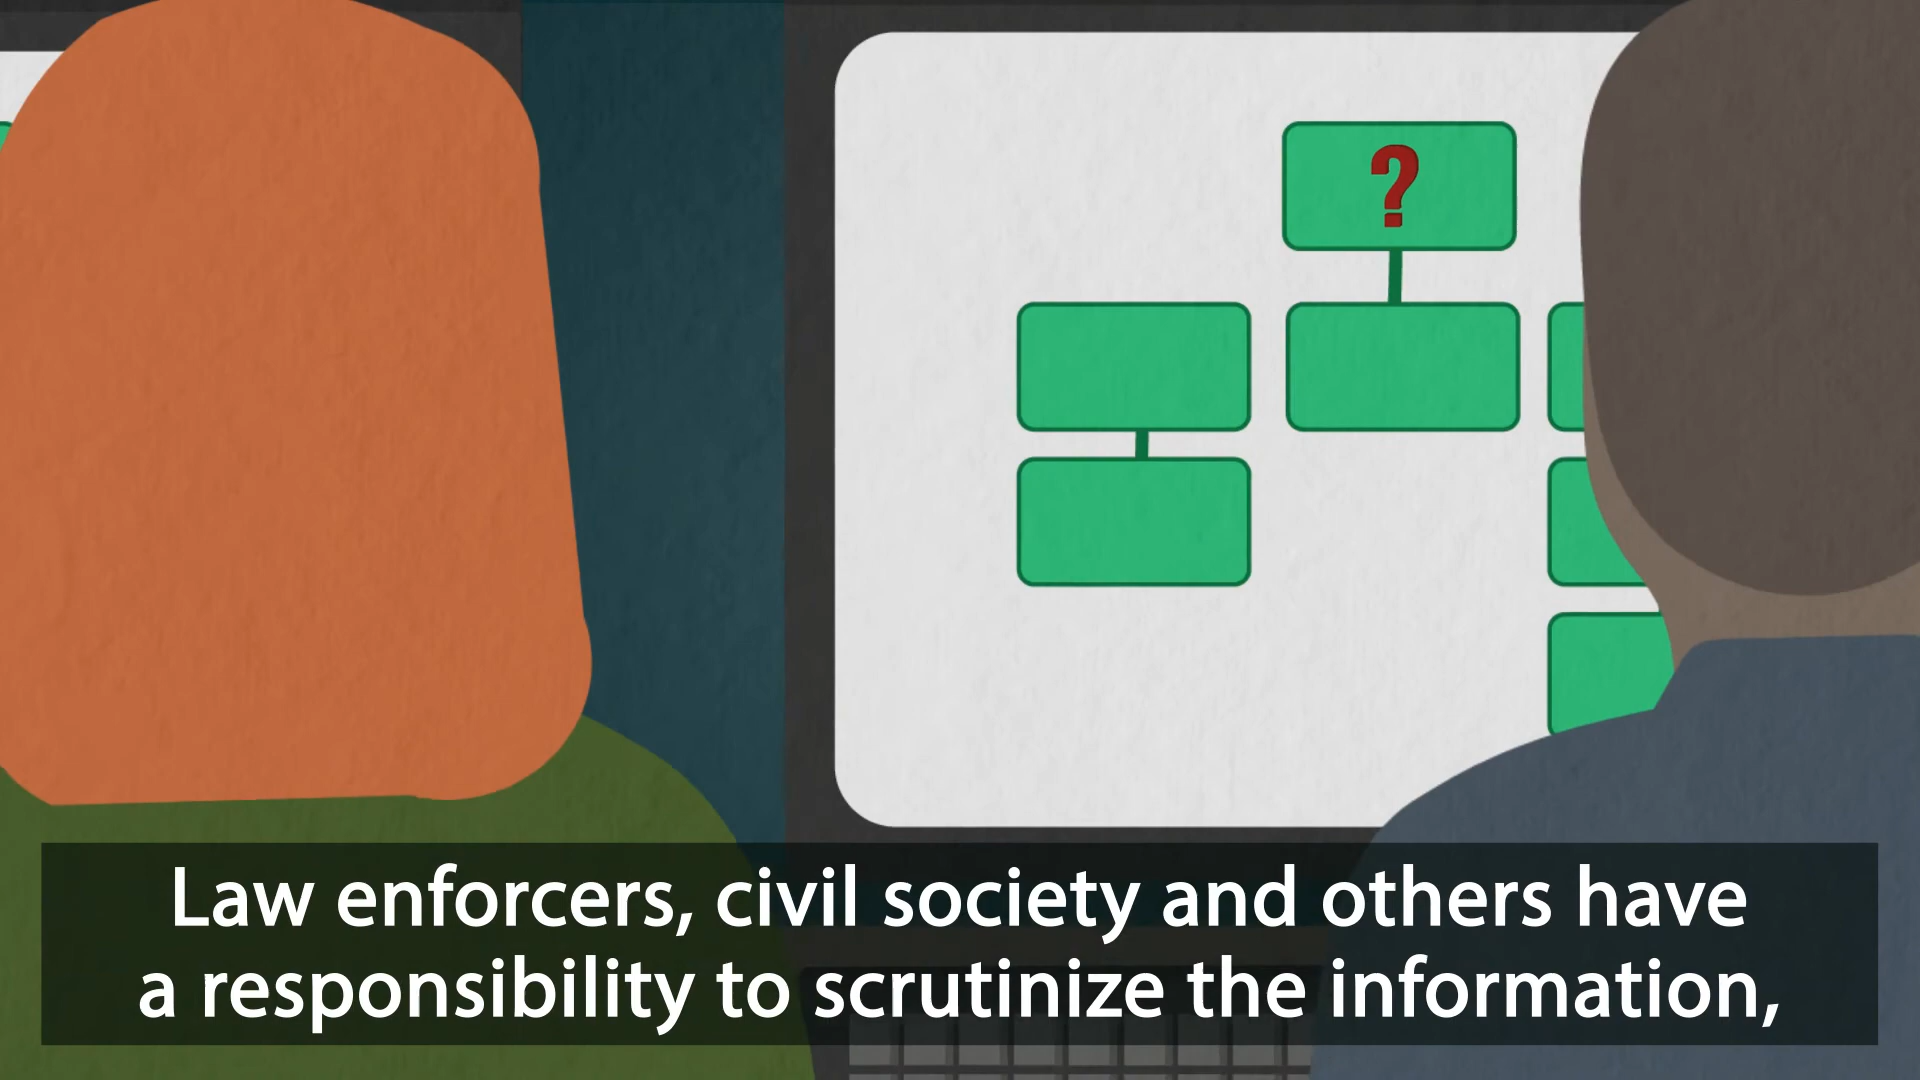 ?
Law enforcers, civil society and others have
a responsibility to scrutinize the information,